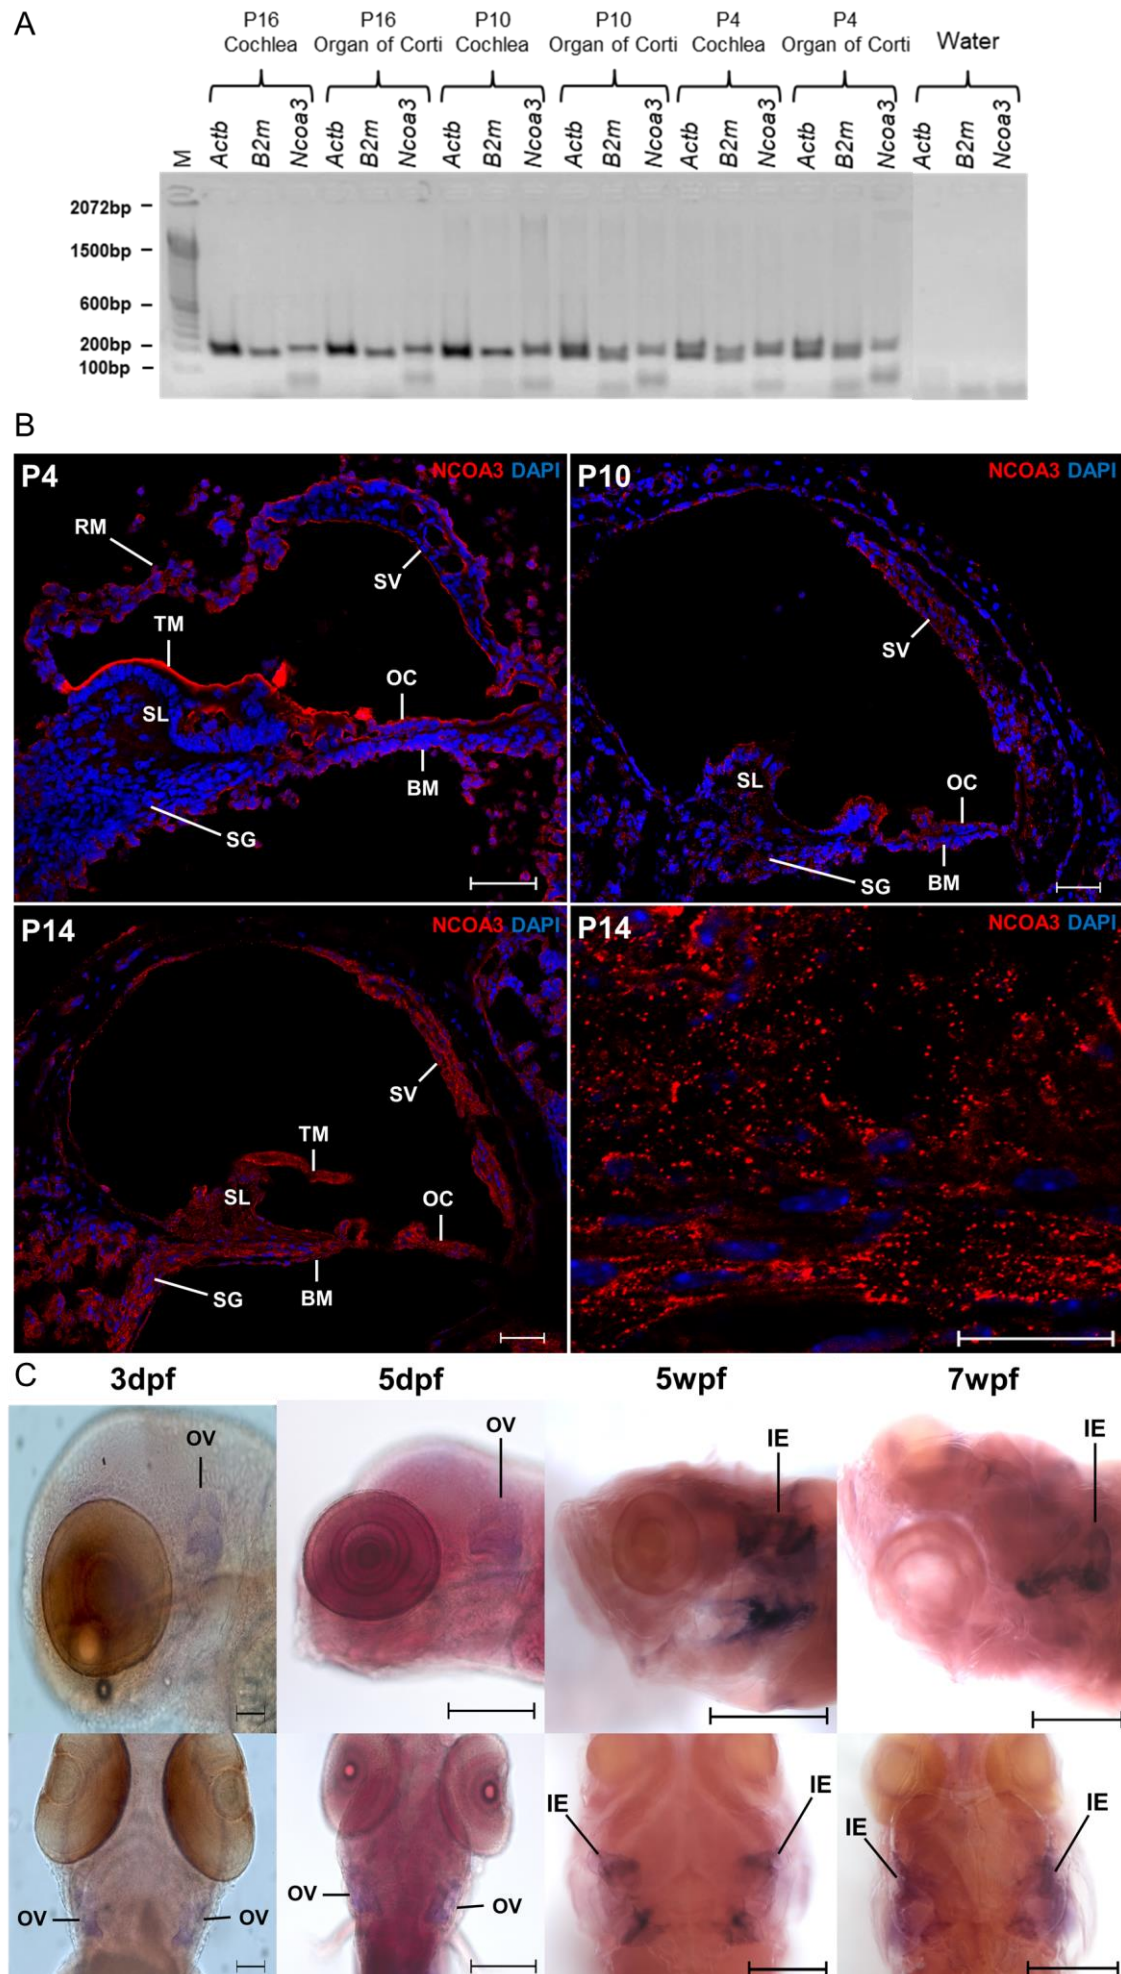 A
P16 P16 P10 P10 P4 P4
Cochlea Organ of Corti Cochlea Organ of Corti Cochlea Organ of Corti Water
M Actb B2m Ncoa3 Actb B2m Ncoa3 Actb B2m Ncoa3 Actb B2m Ncoa3 Actb B2m Ncoa3 Actb B2m Ncoa3 Actb B2m Ncoa3
2072bp
1500bp
600bp
200bp
100bp
B
P4 NCOA3 DAPI
RM
SV
TM
OC
SL
BM
SG
P10 NCOA3 DAPI
SV
SL
OC
SG
BM
P14 NCOA3 DAPI
SV
TM
SL
OC
SG
BM
P14 NCOA3 DAPI
C
3dpf 5dpf 5wpf 7wpf
OV
OV
IE
IE
OV OV
OV OV
IE IE
IE IE